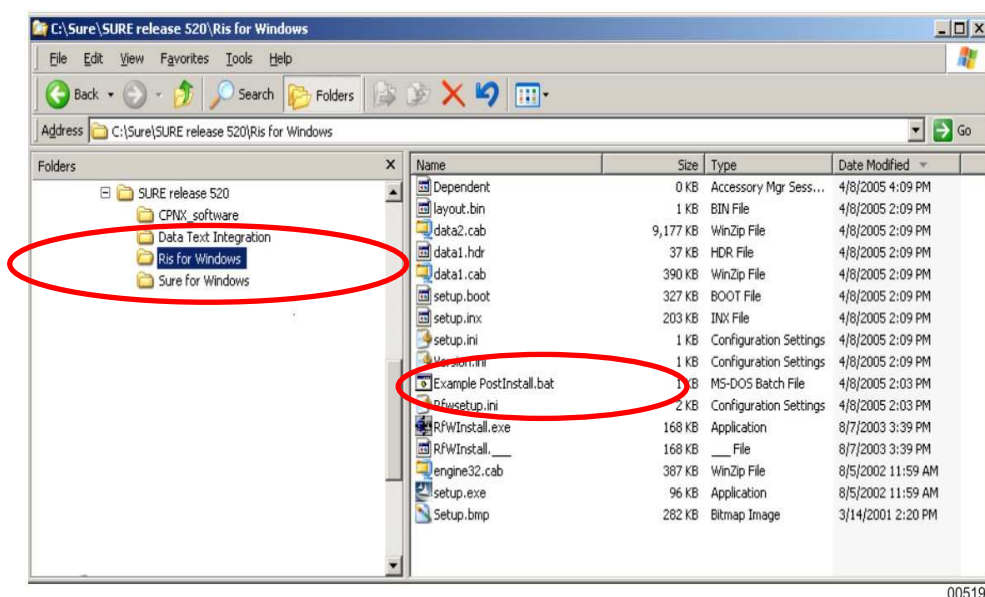 C:\Sure\SURE release 520\Ris for Windows
File Edit View Favorites Tools Help
Back Search Folders
Address C:\Sure\SURE release 520\Ris for Windows Go
Folders X
SURE release 520
CPNX_software
Data Text Integration
Ris for Windows
Sure for Windows
Name Size Type Date Modified
Dependent 0 KB Accessory Mgr Sess... 4/8/2005 4:09 PM
layout.bin 1 KB BIN File 4/8/2005 2:09 PM
data2.cab 9,177 KB WinZip File 4/8/2005 2:09 PM
data1.hdr 37 KB HDR File 4/8/2005 2:09 PM
data1.cab 390 KB WinZip File 4/8/2005 2:09 PM
setup.boot 327 KB BOOT File 4/8/2005 2:09 PM
setup.inx 203 KB INX File 4/8/2005 2:09 PM
setup.ini 1 KB Configuration Settings 4/8/2005 2:09 PM
Version.ini 1 KB Configuration Settings 4/8/2005 2:09 PM
Example PostInstall.bat 1 KB MS-DOS Batch File 4/8/2005 2:03 PM
Rfwsetup.ini 2 KB Configuration Settings 4/8/2005 2:03 PM
RfWInstall.exe 168 KB Application 8/7/2003 3:39 PM
RfWInstall.___ 168 KB ___ File 8/7/2003 3:39 PM
engine32.cab 387 KB WinZip File 8/5/2002 11:59 AM
setup.exe 96 KB Application 8/5/2002 11:59 AM
Setup.bmp 282 KB Bitmap Image 3/14/2001 2:20 PM
00519